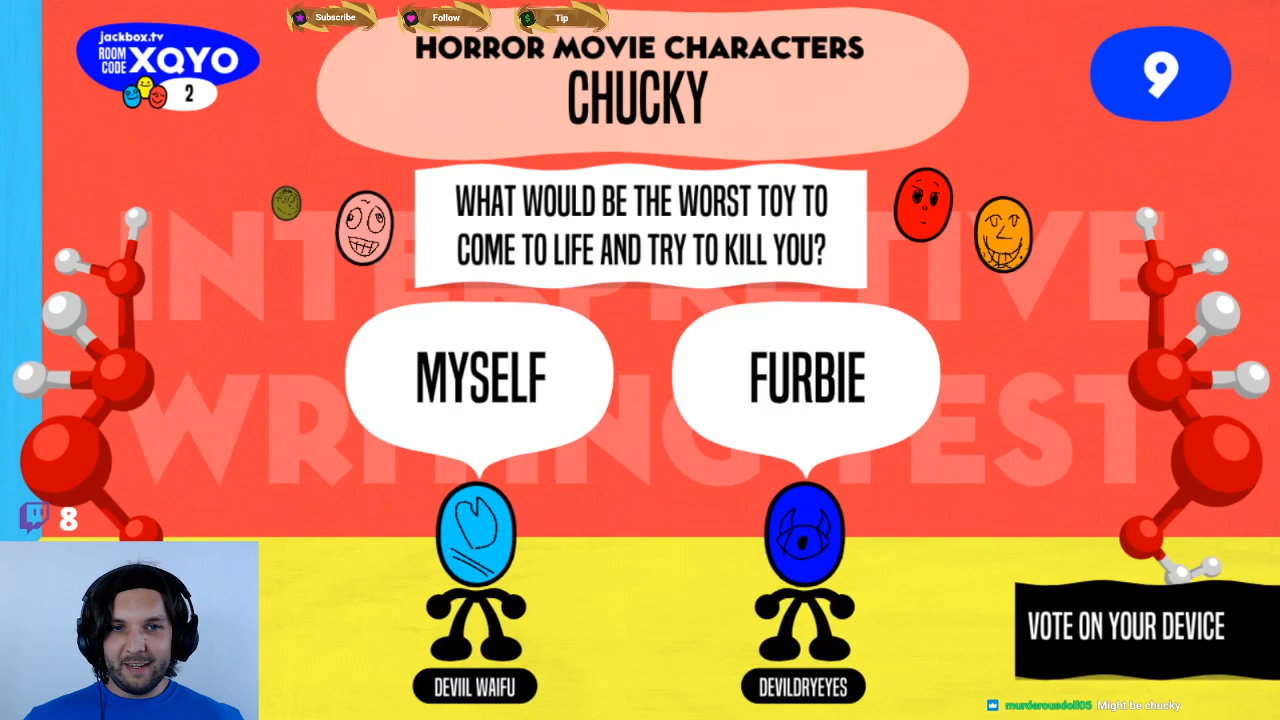 Subscribe
Follow
Tip
jackbox.tv
ROOM CODE XQYO
2
HORROR MOVIE CHARACTERS
CHUCKY
9
WHAT WOULD BE THE WORST TOY TO
COME TO LIFE AND TRY TO KILL YOU?
INTERPRETIVE
WRITING TEST
MYSELF
FURBIE
8
DEVIIL WAIFU
DEVILDRYEYES
VOTE ON YOUR DEVICE
murderousdoll05 Might be chucky